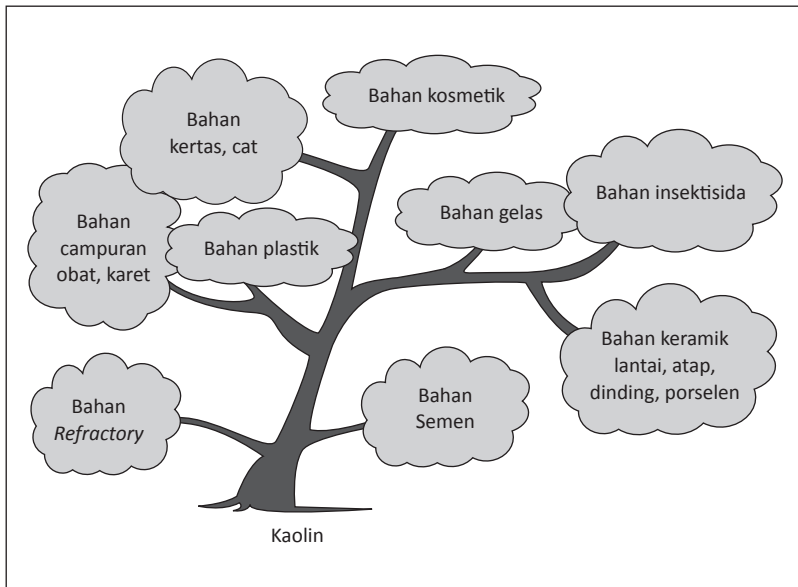 Bahan kosmetik
Bahan
kertas, cat
Bahan insektisida
Bahan gelas
Bahan
campuran
obat, karet
Bahan plastik
Bahan keramik
lantai, atap,
dinding, porselen
Bahan
Refractory
Bahan
Semen
Kaolin